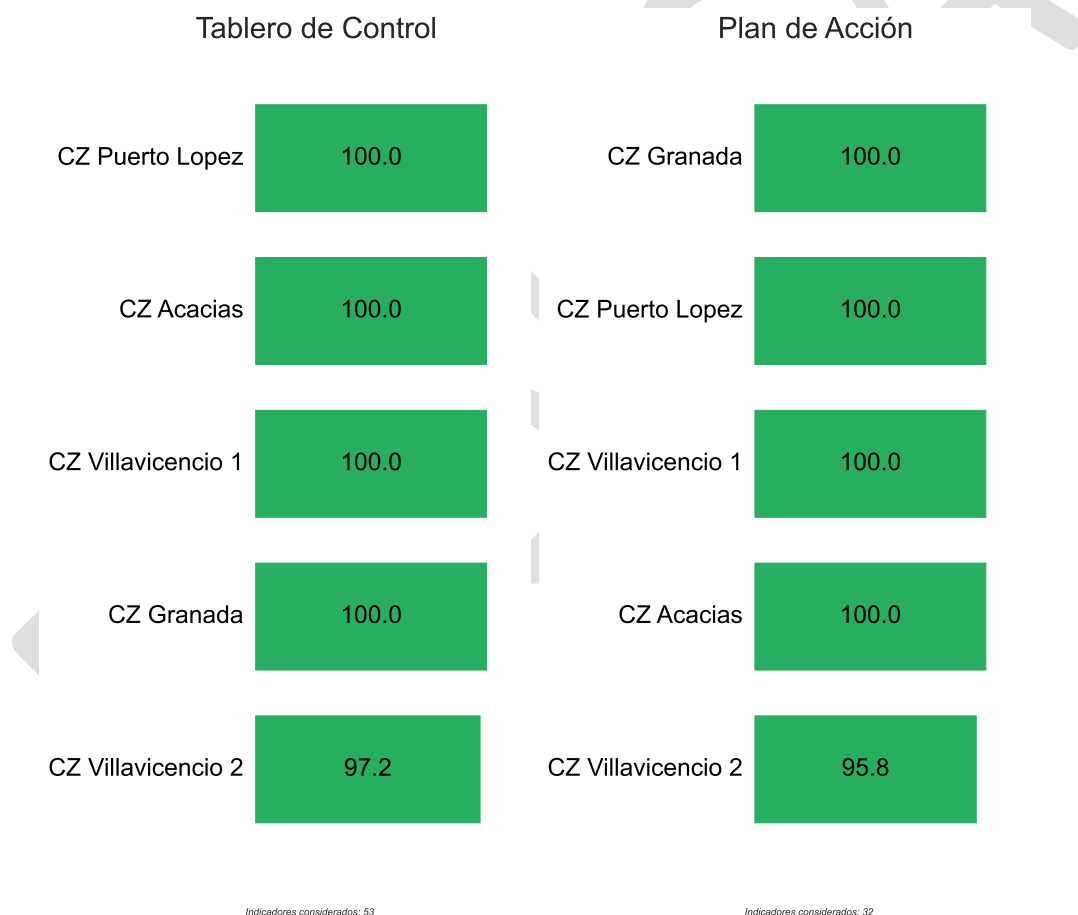 Tablero de Control
CZ Puerto Lopez 100.0
CZ Acacias 100.0
CZ Villavicencio 1 100.0
CZ Granada 100.0
CZ Villavicencio 2 97.2
Indicadores considerados: 53
Plan de Acción
CZ Granada 100.0
CZ Puerto Lopez 100.0
CZ Villavicencio 1 100.0
CZ Acacias 100.0
CZ Villavicencio 2 95.8
Indicadores considerados: 32